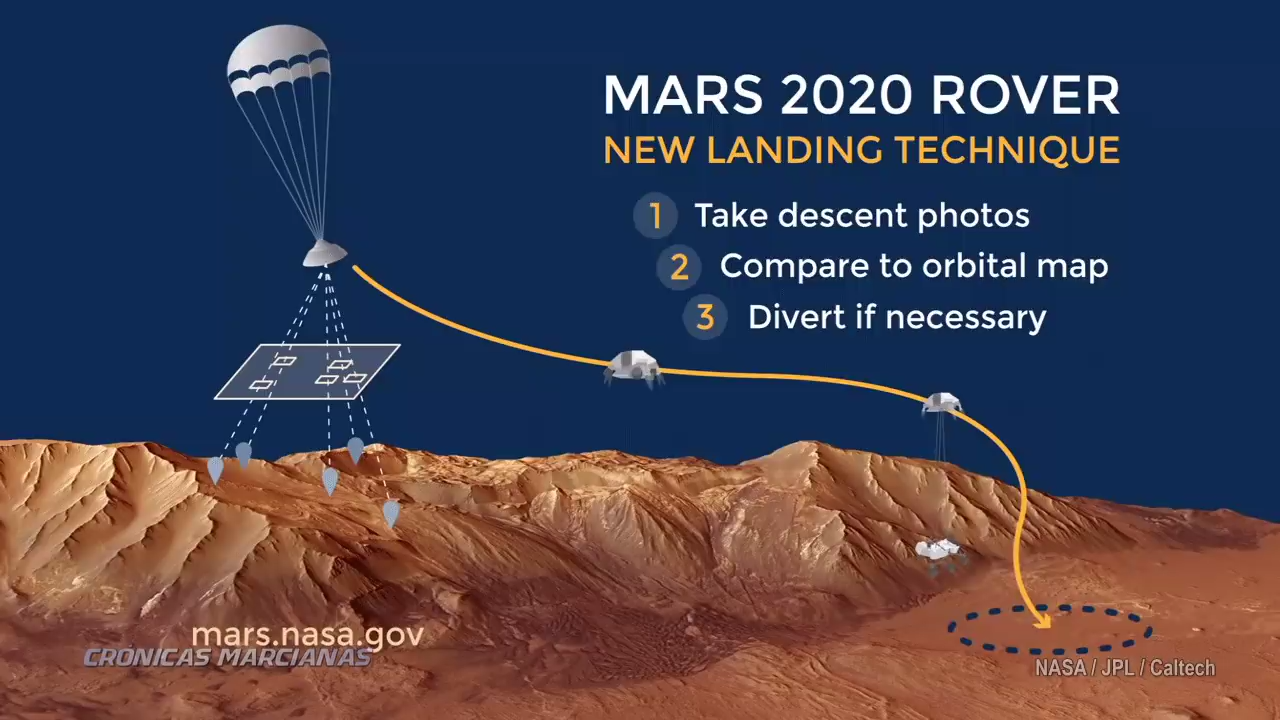 MARS 2020 ROVER
NEW LANDING TECHNIQUE
1 Take descent photos
2 Compare to orbital map
3 Divert if necessary
mars.nasa.gov
CRÓNICAS MARCIANAS
NASA / JPL / Caltech